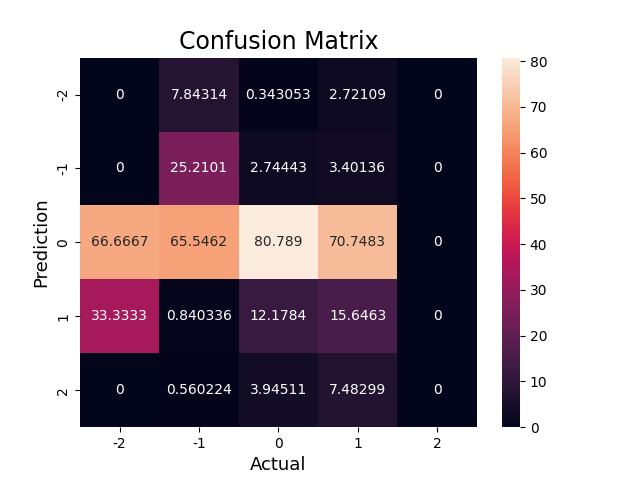 Confusion Matrix
-2 0 7.84314 0.343053 2.72109 0
-1 0 25.2101 2.74443 3.40136 0
0 66.6667 65.5462 80.789 70.7483 0
1 33.3333 0.840336 12.1784 15.6463 0
2 0 0.560224 3.94511 7.48299 0
-2 -1 0 1 2
Prediction
Actual
80
70
60
50
40
30
20
10
0